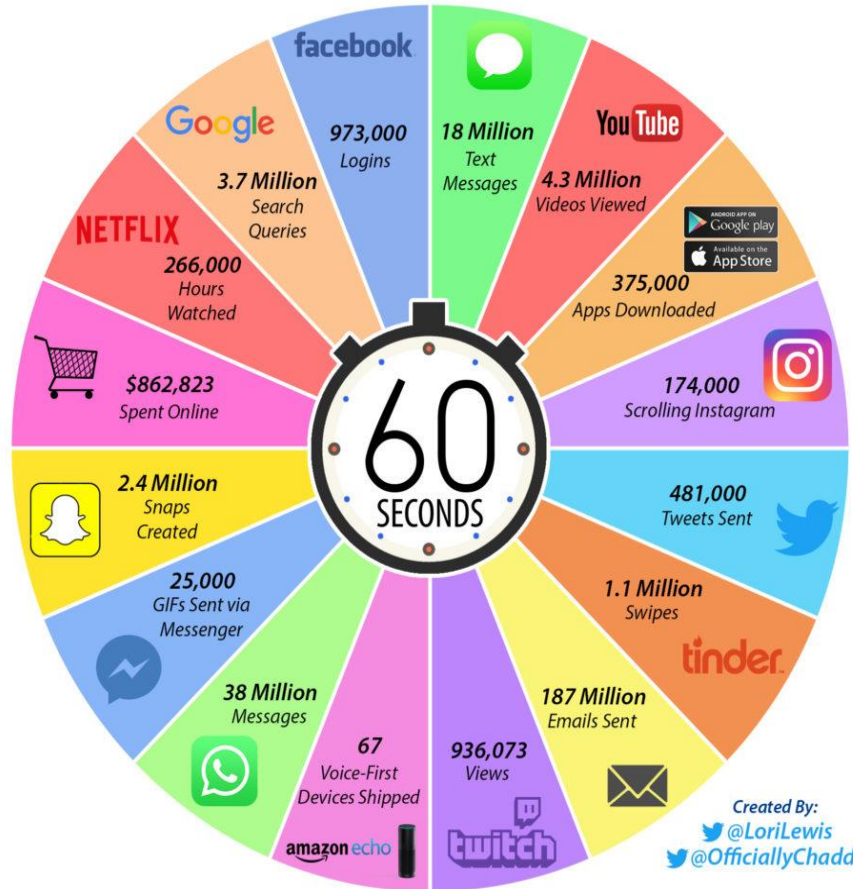 facebook
973,000
Logins
18 Million
Text
Messages
YouTube
4.3 Million
Videos Viewed
ANDROID APP ON
Google play
Available on the
App Store
375,000
Apps Downloaded
174,000
Scrolling Instagram
481,000
Tweets Sent
1.1 Million
Swipes
tinder
187 Million
Emails Sent
936,073
Views
twitch
67
Voice-First
Devices Shipped
amazon echo
38 Million
Messages
25,000
GIFs Sent via
Messenger
2.4 Million
Snaps
Created
$862,823
Spent Online
NETFLIX
266,000
Hours
Watched
Google
3.7 Million
Search
Queries
60
SECONDS
Created By:
@LoriLewis
@OfficiallyChadd